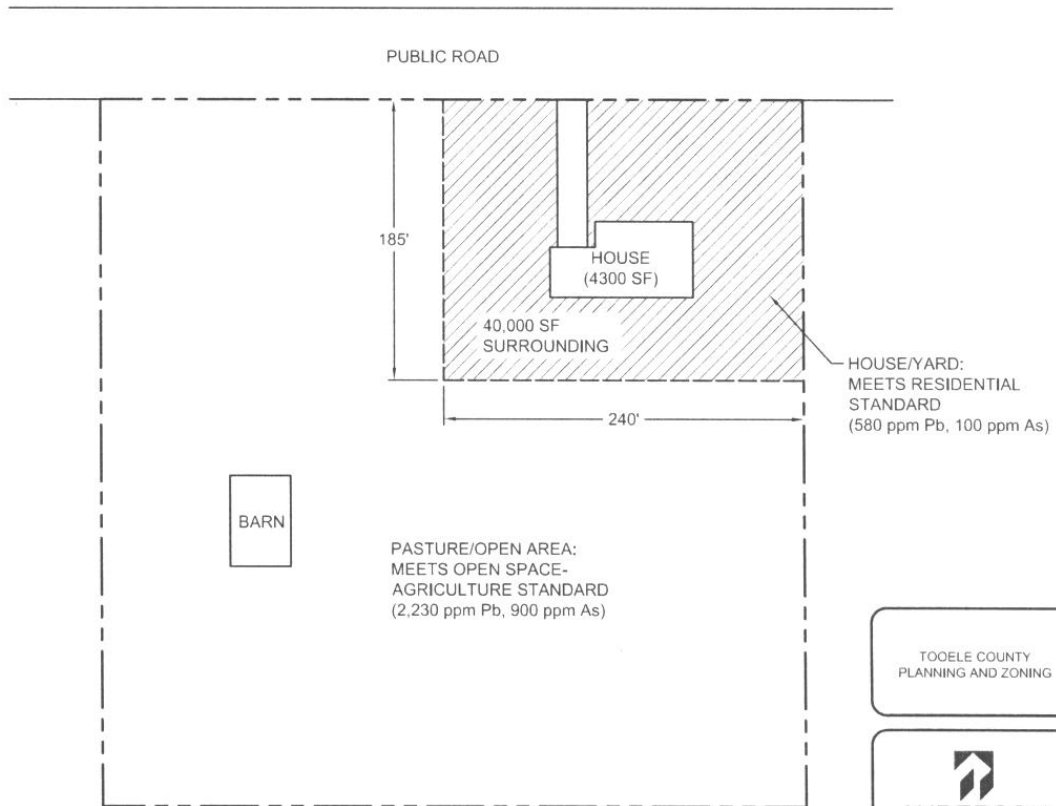 PUBLIC ROAD
185'
HOUSE
(4300 SF)
40,000 SF
SURROUNDING
HOUSE/YARD:
MEETS RESIDENTIAL
STANDARD
(580 ppm Pb, 100 ppm As)
240'
BARN
PASTURE/OPEN AREA:
MEETS OPEN SPACE-
AGRICULTURE STANDARD
(2,230 ppm Pb, 900 ppm As)
TOOELE COUNTY
PLANNING AND ZONING